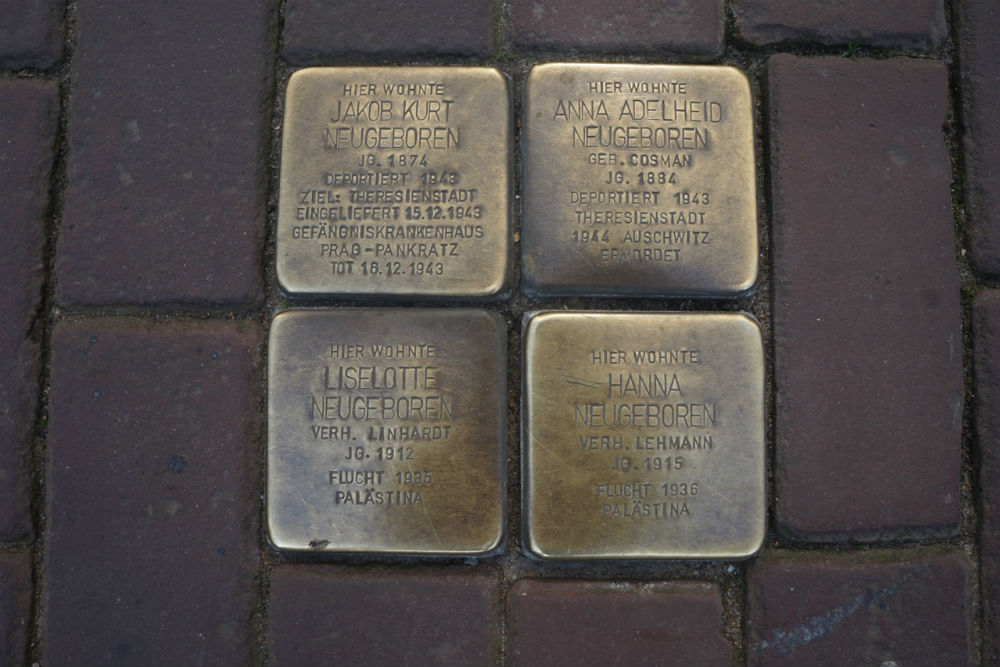 HIER WOHNTE
JAKOB KURT
NEUGEBOREN
JG. 1874
DEPORTIERT 1943
ZIEL: THERESIENSTADT
EINGELIEFERT 15.12.1943
GEFÄNGNISKRANKENHAUS
PRAG-PANKRATZ
TOT 16.12.1943
HIER WOHNTE
ANNA ADELHEID
NEUGEBOREN
GEB. COSMAN
JG. 1884
DEPORTIERT 1943
THERESIENSTADT
1944 AUSCHWITZ
ERMORDET
HIER WOHNTE
LISELOTTE
NEUGEBOREN
VERH. LINHARDT
JG. 1912
FLUCHT 1935
PALÄSTINA
HIER WOHNTE
HANNA
NEUGEBOREN
VERH. LEHMANN
JG. 1915
FLUCHT 1936
PALÄSTINA